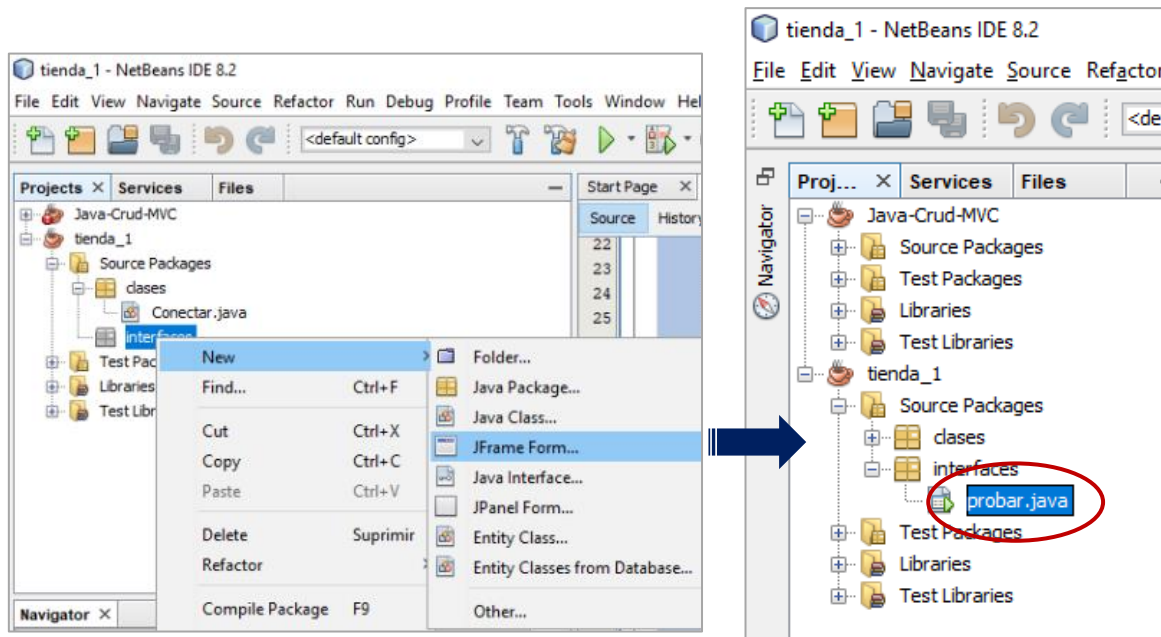 tienda_1 - NetBeans IDE 8.2
File Edit View Navigate Source Refactor Run Debug Profile Team Tools Window Hel
<default config>
Projects Services Files
Start Page
Source History
Java-Crud-MVC
tienda_1
Source Packages
clases
Conectar.java
interfaces
Test Pac
Libraries
Test Libr
22
23
24
25
New
Find... Ctrl+F
Cut Ctrl+X
Copy Ctrl+C
Paste Ctrl+V
Delete Suprimir
Refactor
Compile Package F9
Folder...
Java Package...
Java Class...
JFrame Form...
Java Interface...
JPanel Form...
Entity Class...
Entity Classes from Database...
Other...
Navigator
tienda_1 - NetBeans IDE 8.2
File Edit View Navigate Source Refactor
<de
Proj... Services Files
Navigator
Java-Crud-MVC
Source Packages
Test Packages
Libraries
Test Libraries
tienda_1
Source Packages
clases
interfaces
probar.java
Test Packages
Libraries
Test Libraries